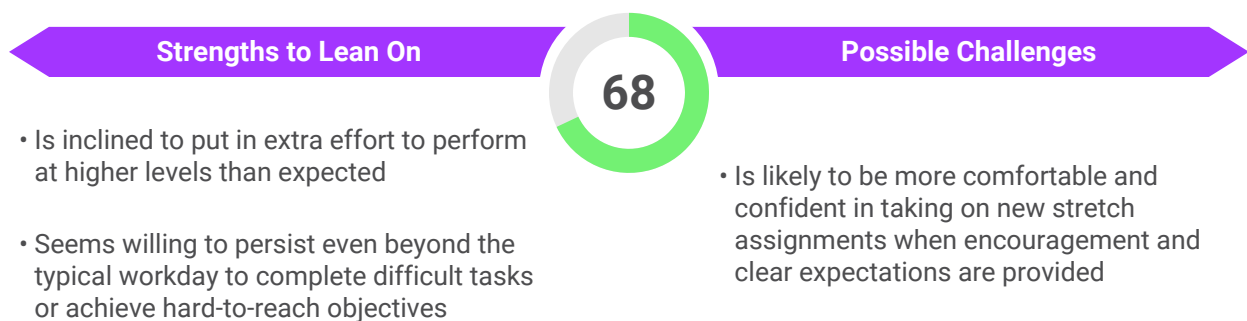 Strengths to Lean On
68
Possible Challenges
• Is inclined to put in extra effort to perform
at higher levels than expected
• Seems willing to persist even beyond the
typical workday to complete difficult tasks
or achieve hard-to-reach objectives
• Is likely to be more comfortable and
confident in taking on new stretch
assignments when encouragement and
clear expectations are provided